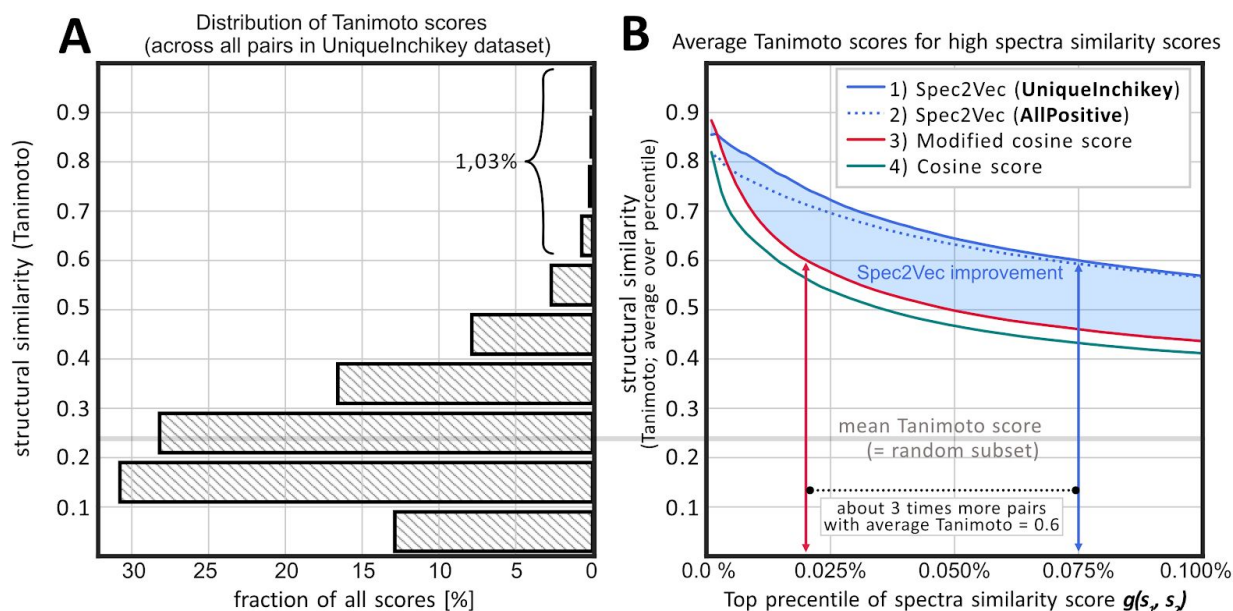 A
Distribution of Tanimoto scores
(across all pairs in UniqueInchikey dataset)
structural similarity (Tanimoto)
0.9
0.8
0.7
0.6
0.5
0.4
0.3
0.2
0.1
1,03%
30 25 20 15 10 5 0
fraction of all scores [%]
B
Average Tanimoto scores for high spectra similarity scores
structural similarity
(Tanimoto; average over percentile)
0.9
0.8
0.7
0.6
0.5
0.4
0.3
0.2
0.1
1) Spec2Vec (UniqueInchikey)
2) Spec2Vec (AllPositive)
3) Modified cosine score
4) Cosine score
Spec2Vec improvement
mean Tanimoto score
(= random subset)
about 3 times more pairs
with average Tanimoto = 0.6
0.0 % 0.025% 0.050% 0.075% 0.100%
Top precentile of spectra similarity score g(s